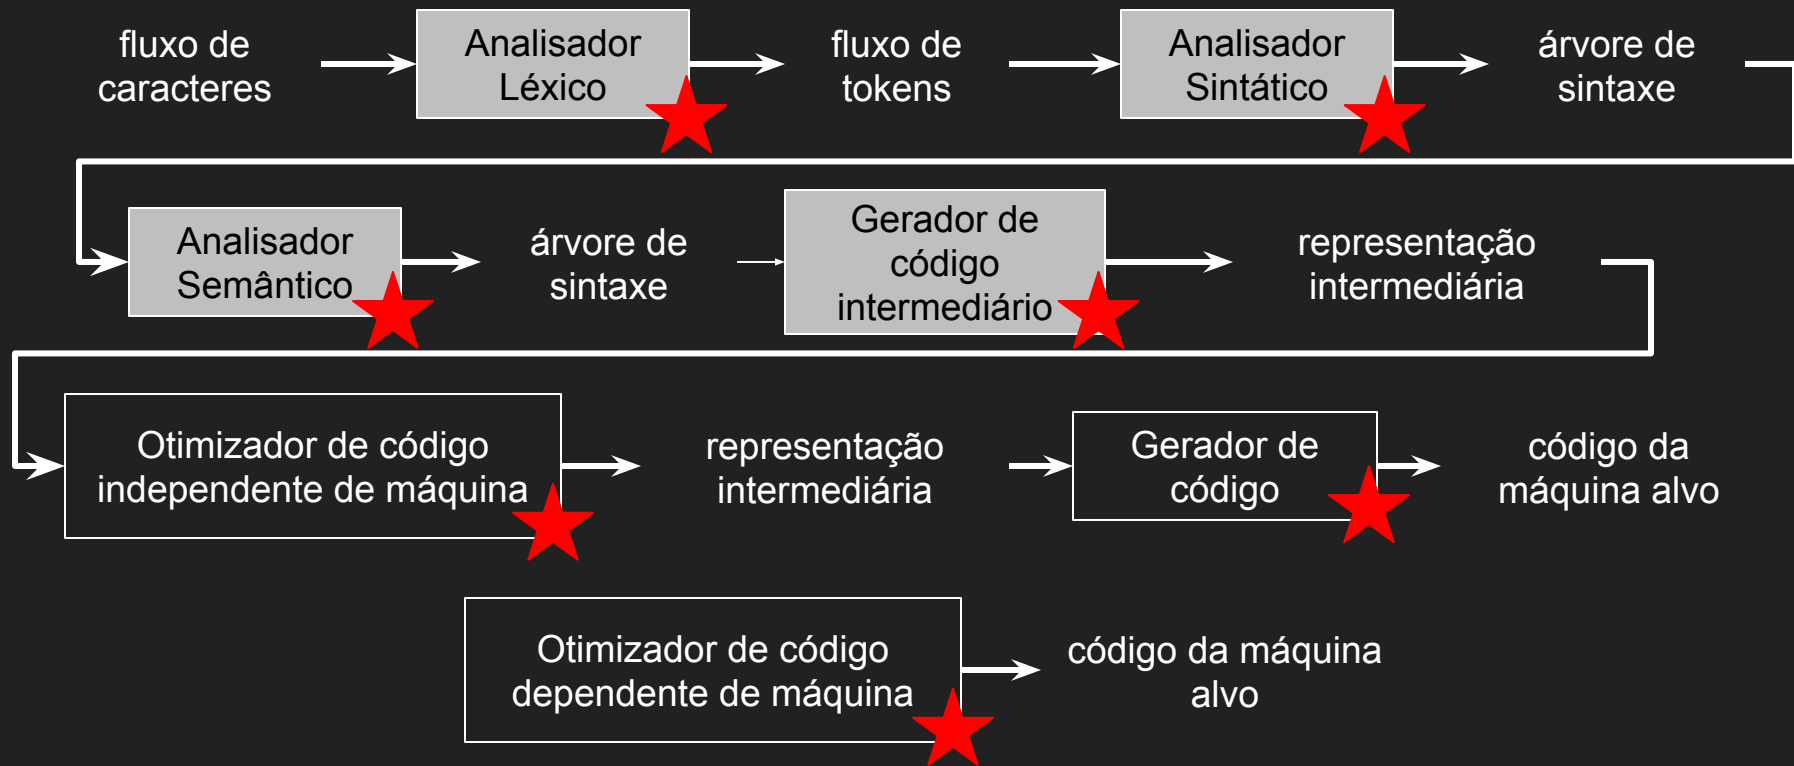 fluxo de
caracteres
Analisador
Léxico
fluxo de
tokens
Analisador
Sintático
árvore de
sintaxe
Analisador
Semântico
árvore de
sintaxe
Gerador de
código
intermediário
representação
intermediária
Otimizador de código
independente de máquina
representação
intermediária
Gerador de
código
código da
máquina alvo
Otimizador de código
dependente de máquina
código da máquina
alvo